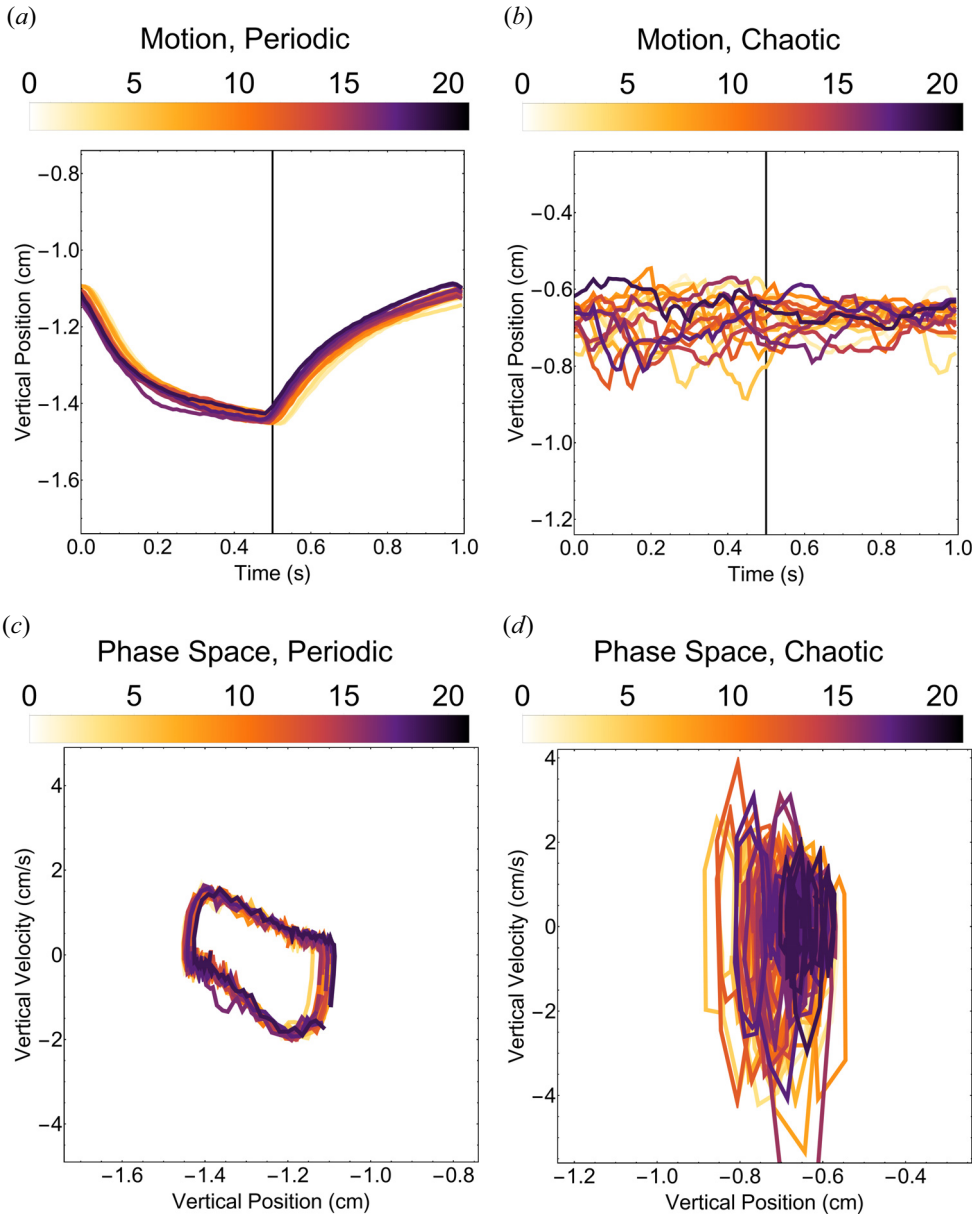 (a)
Motion, Periodic
0 5 10 15 20
−0.8
−1.0
−1.2
−1.4
−1.6
Vertical Position (cm)
0.0 0.2 0.4 0.6 0.8 1.0
Time (s)
(b)
Motion, Chaotic
0 5 10 15 20
−0.4
−0.6
−0.8
−1.0
−1.2
Vertical Position (cm)
0.0 0.2 0.4 0.6 0.8 1.0
Time (s)
(c)
Phase Space, Periodic
0 5 10 15 20
4
2
0
−2
−4
Vertical Velocity (cm/s)
−1.6 −1.4 −1.2 −1.0 −0.8
Vertical Position (cm)
(d)
Phase Space, Chaotic
0 5 10 15 20
4
2
0
−2
−4
Vertical Velocity (cm/s)
−1.2 −1.0 −0.8 −0.6 −0.4
Vertical Position (cm)